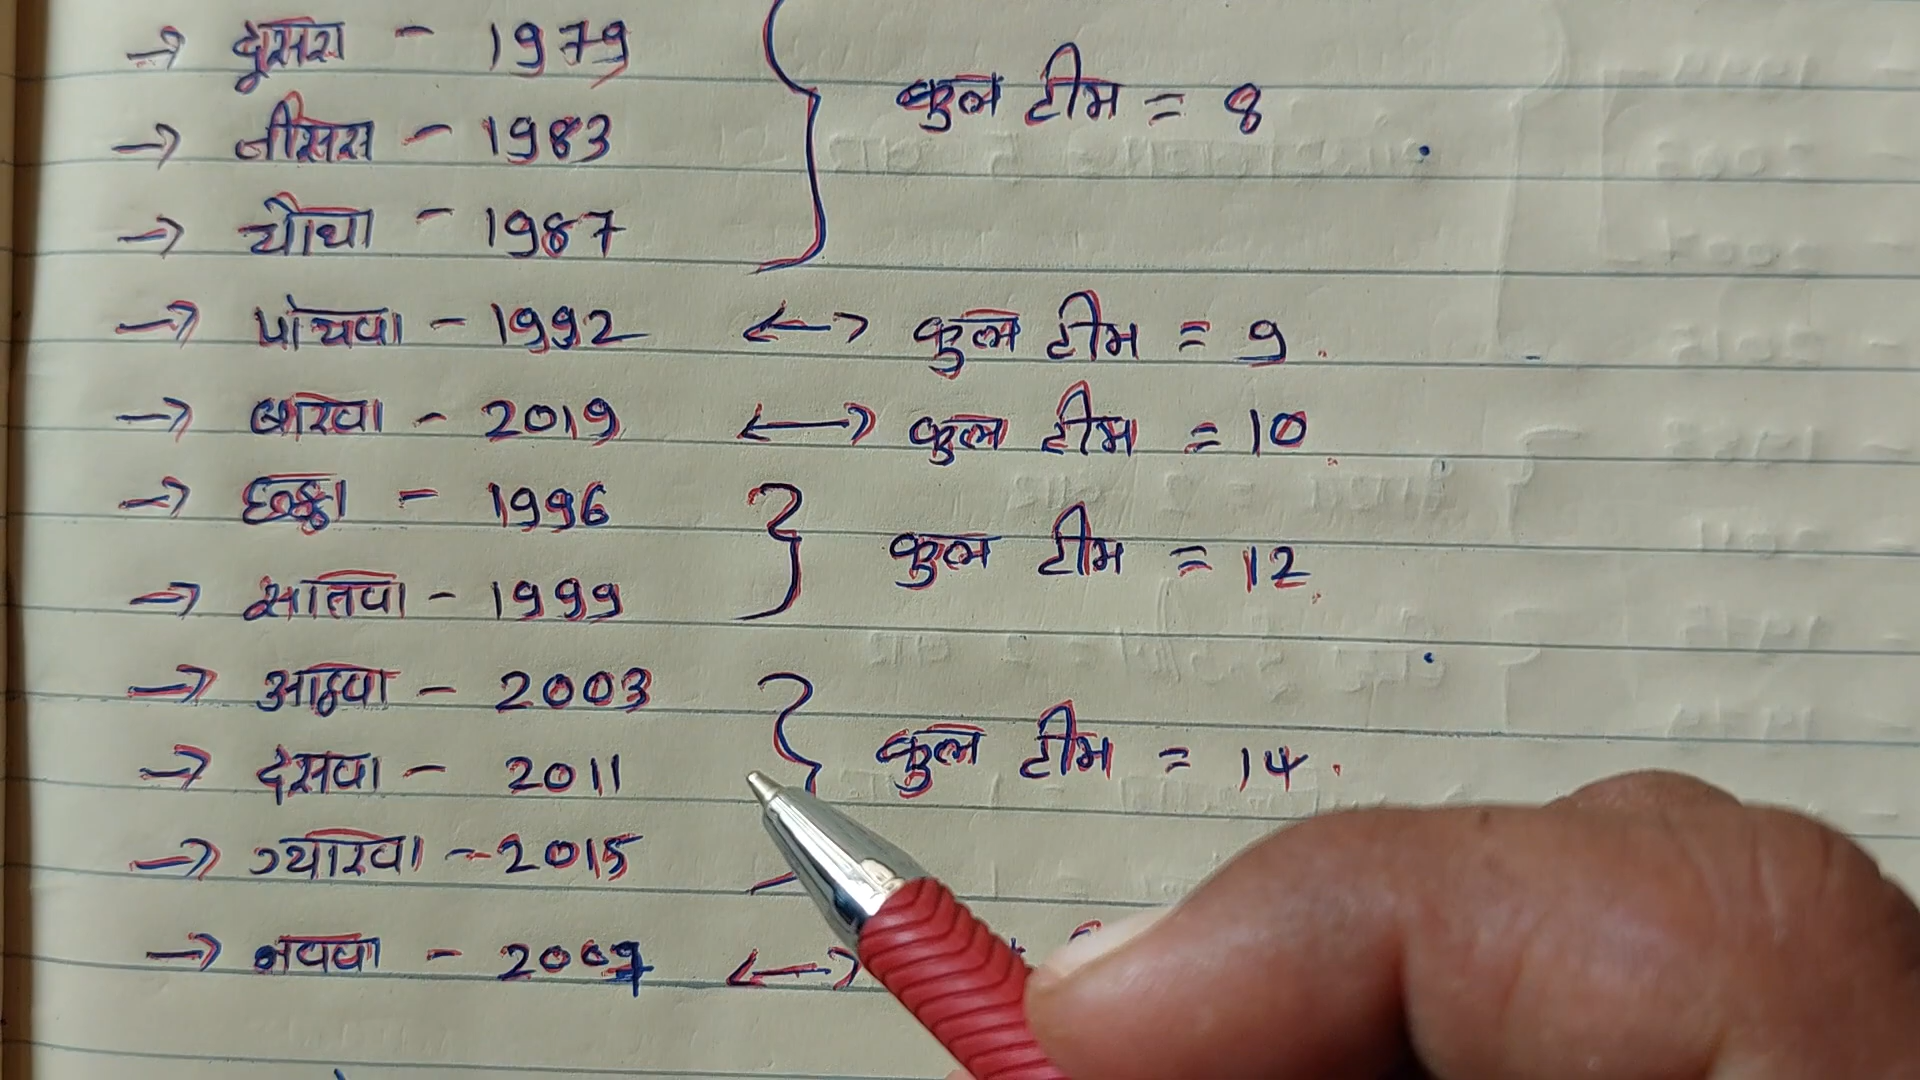 → दूसरा - 1979
कुल टीम = 8
→ तीसरा - 1983
→ चौथा - 1987
→ पांचवा - 1992 <-> कुल टीम = 9.
→ बारवा - 2019 <-> कुल टीम = 10.
→ छठ्ठा - 1996
कुल टीम = 12.
→ सातवा - 1999
→ आठवा - 2003
कुल टीम = 14.
→ दसवा - 2011
→ ग्यारवा - 2015
→ नववा - 2007 <->